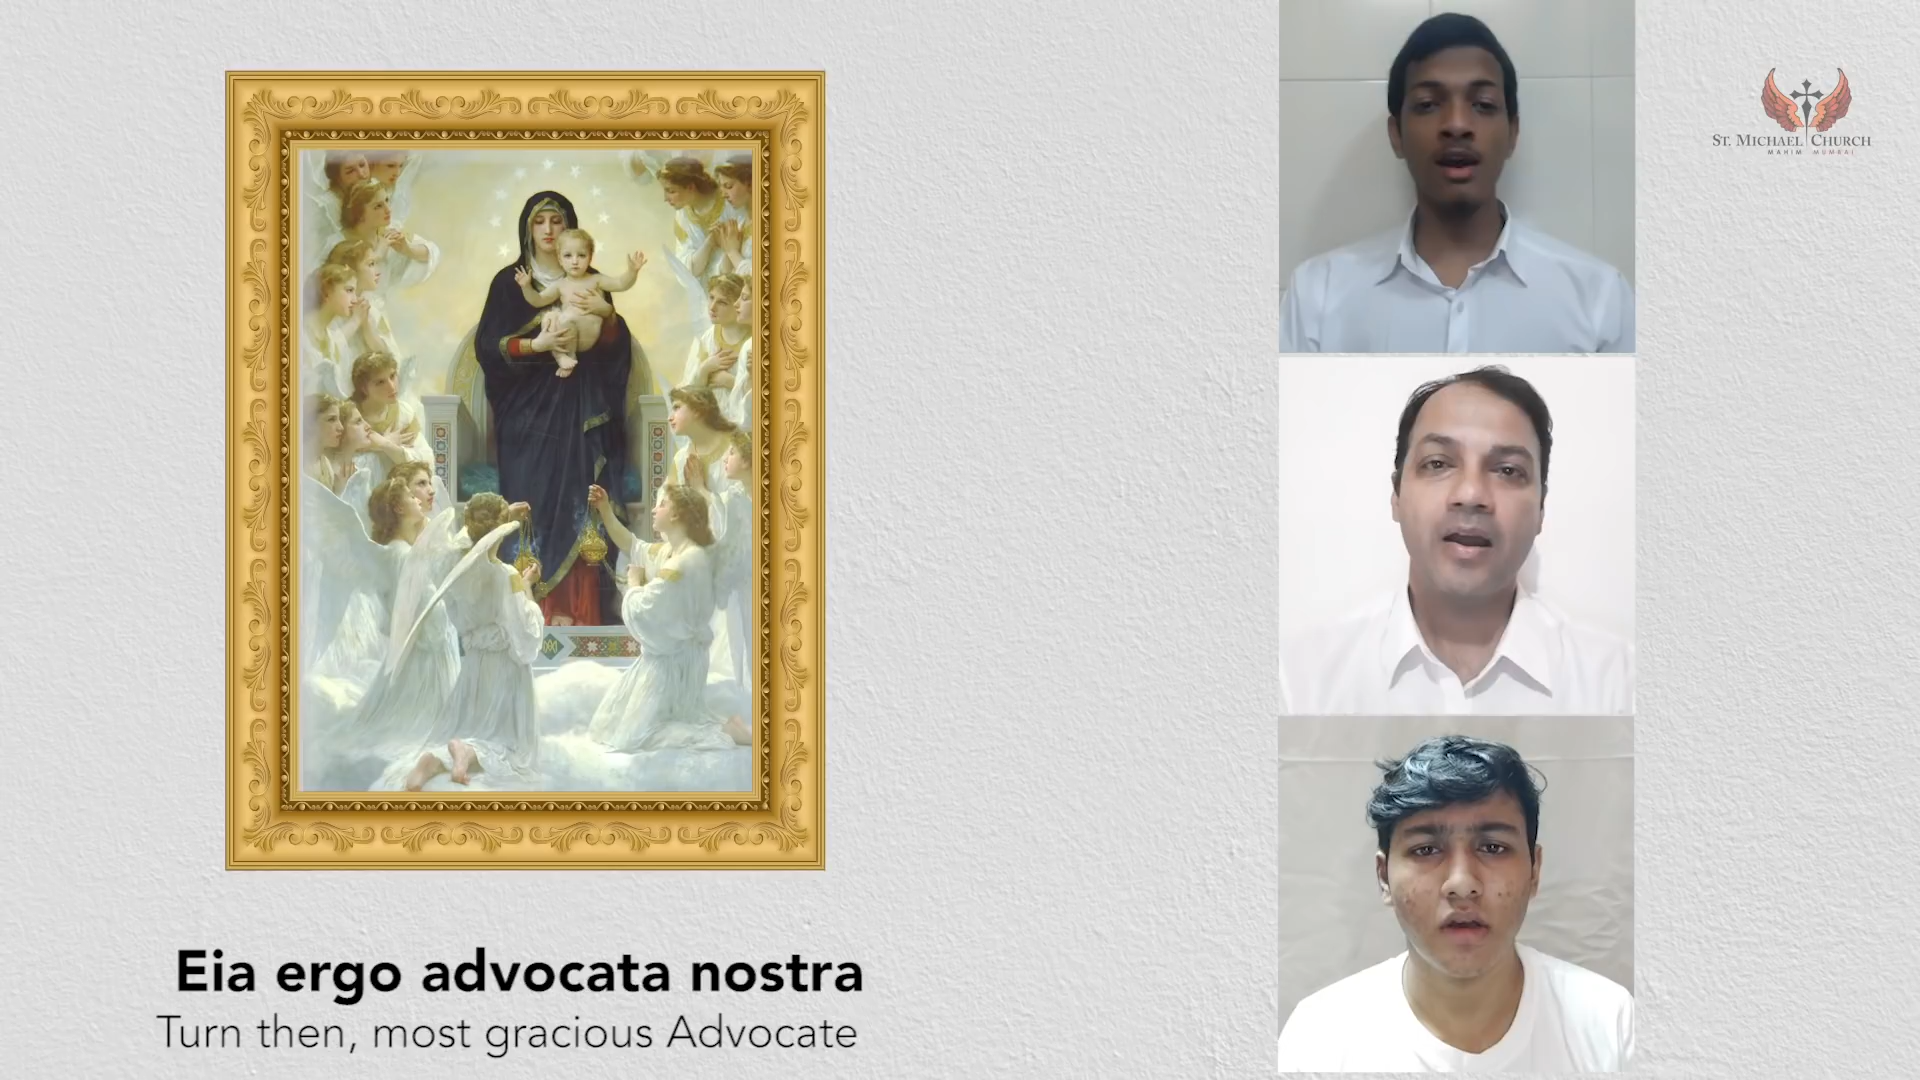 St. Michael Church
MAHIM MUMBAI
Eia ergo advocata nostra
Turn then, most gracious Advocate